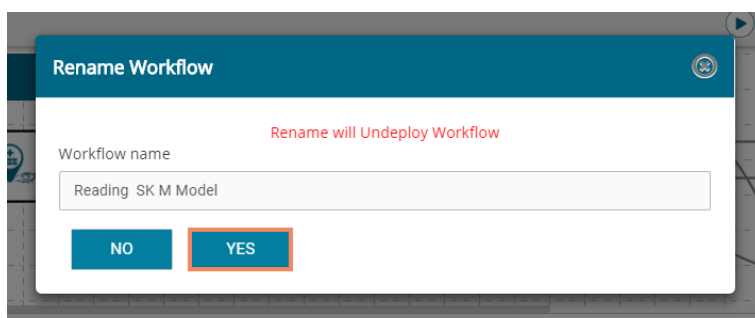 Rename Workflow
Rename will Undeploy Workflow
Workflow name
Reading  SK M Model
NO YES